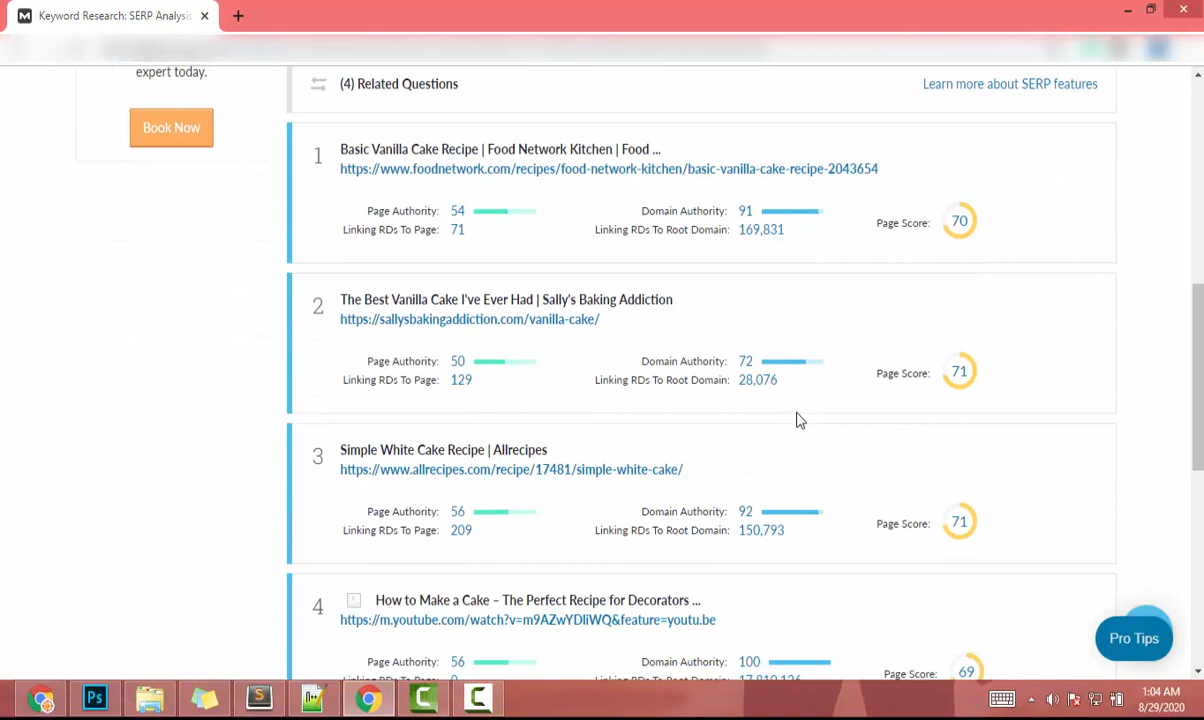 Keyword Research: SERP Analysis
expert today.
Book Now
(4) Related Questions
Learn more about SERP features
1
Basic Vanilla Cake Recipe | Food Network Kitchen | Food ...
https://www.foodnetwork.com/recipes/food-network-kitchen/basic-vanilla-cake-recipe-2043654
Page Authority: 54 Domain Authority: 91
Linking RDs To Page: 71 Linking RDs To Root Domain: 169,831
Page Score: 70
2
The Best Vanilla Cake I've Ever Had | Sally's Baking Addiction
https://sallysbakingaddiction.com/vanilla-cake/
Page Authority: 50 Domain Authority: 72
Linking RDs To Page: 129 Linking RDs To Root Domain: 28,076
Page Score: 71
3
Simple White Cake Recipe | Allrecipes
https://www.allrecipes.com/recipe/17481/simple-white-cake/
Page Authority: 56 Domain Authority: 92
Linking RDs To Page: 209 Linking RDs To Root Domain: 150,793
Page Score: 71
4
How to Make a Cake – The Perfect Recipe for Decorators ...
https://m.youtube.com/watch?v=m9AZwYDliWQ&feature=youtu.be
Page Authority: 56 Domain Authority: 100
Page Score: 69
Pro Tips
Ps
S
C
C
1:04 AM
8/29/2020